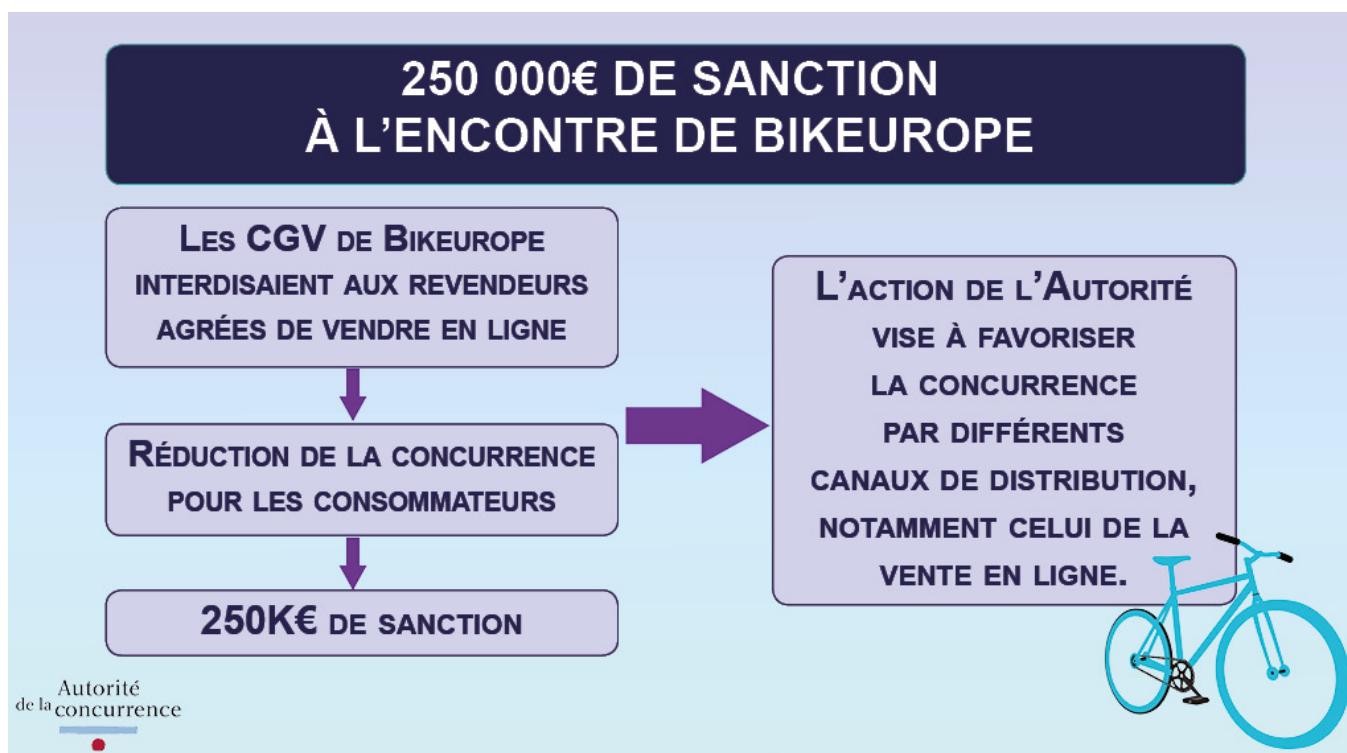 250 000€ DE SANCTION
À L’ENCONTRE DE BIKEUROPE
LES CGV DE BIKEUROPE
INTERDISAIENT AUX REVENDEURS
AGRÉES DE VENDRE EN LIGNE
RÉDUCTION DE LA CONCURRENCE
POUR LES CONSOMMATEURS
250K€ DE SANCTION
L’ACTION DE L’AUTORITÉ
VISE À FAVORISER
LA CONCURRENCE
PAR DIFFÉRENTS
CANAUX DE DISTRIBUTION,
NOTAMMENT CELUI DE LA
VENTE EN LIGNE.
Autorité
de la concurrence